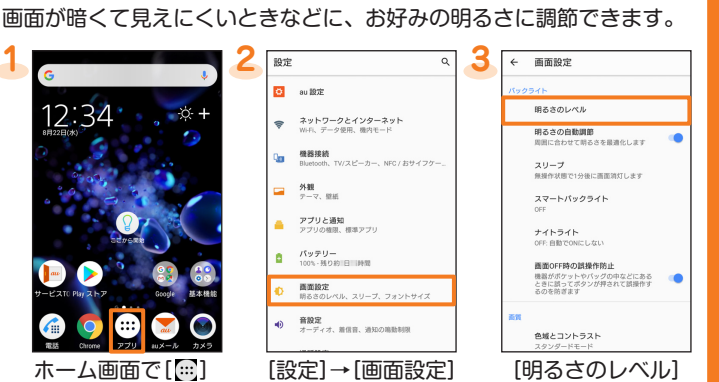 画面が暗くて見えにくいときなどに、お好みの明るさに調節できます。
1
G
12:34
8月22日(水)
ここから開始
au
サービスTO
Play ストア
Google
基本機能
電話
Chrome
アプリ
auメール
カメラ
ホーム画面で[]
2
設定
au 設定
ネットワークとインターネット
Wi-Fi、データ使用、機内モード
機器接続
Bluetooth、TV/スピーカー、NFC / おサイフケー...
外観
テーマ、壁紙
アプリと通知
アプリの権限、標準アプリ
バッテリー
100% - 残り約 日 時間
画面設定
明るさのレベル、スリープ、フォントサイズ
音設定
オーディオ、着信音、通知の鳴動制限
[設定]→[画面設定]
3
← 画面設定
バックライト
明るさのレベル
明るさの自動調節
周囲に合わせて明るさを最適化します
スリープ
無操作状態で1分後に画面消灯します
スマートバックライト
OFF
ナイトライト
OFF: 自動でONにしない
画面OFF時の誤操作防止
機器がポケットやバッグの中などにある
ときに誤ってボタンが押されて誤操作す
るのを防ぎます
画質
色域とコントラスト
スタンダードモード
[明るさのレベル]